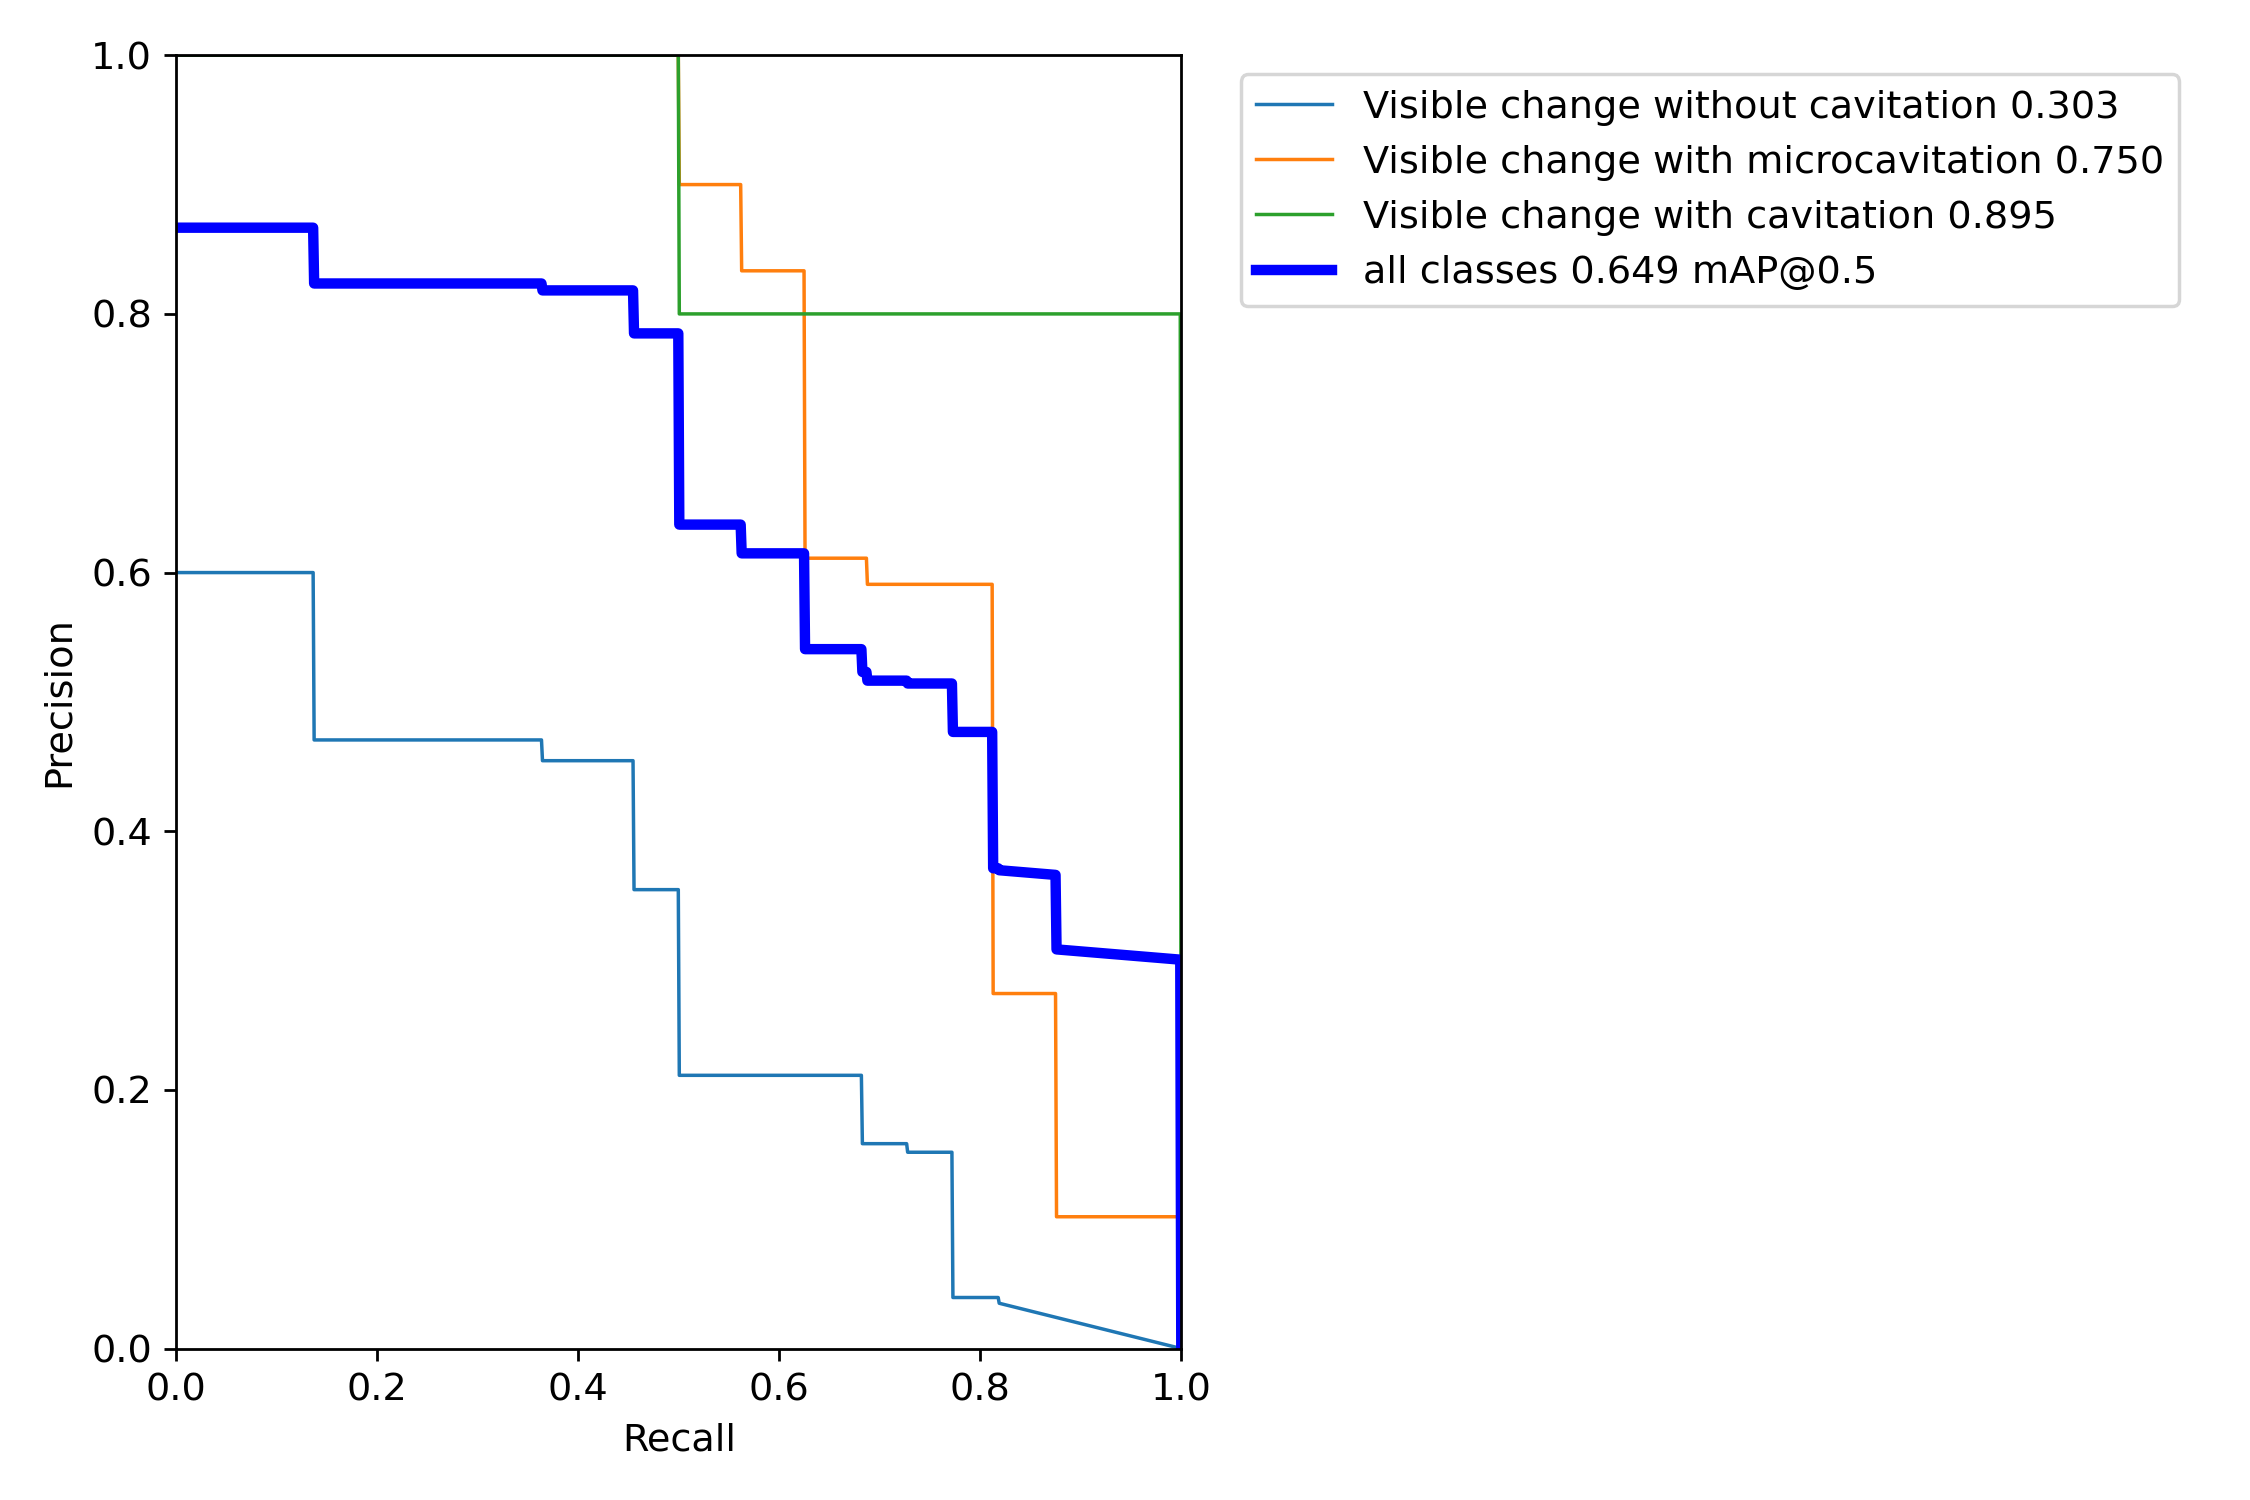 Visible change without cavitation 0.303
Visible change with microcavitation 0.750
Visible change with cavitation 0.895
all classes 0.649 mAP@0.5
1.0
0.8
0.6
0.4
0.2
0.0
Precision
0.0 0.2 0.4 0.6 0.8 1.0
Recall